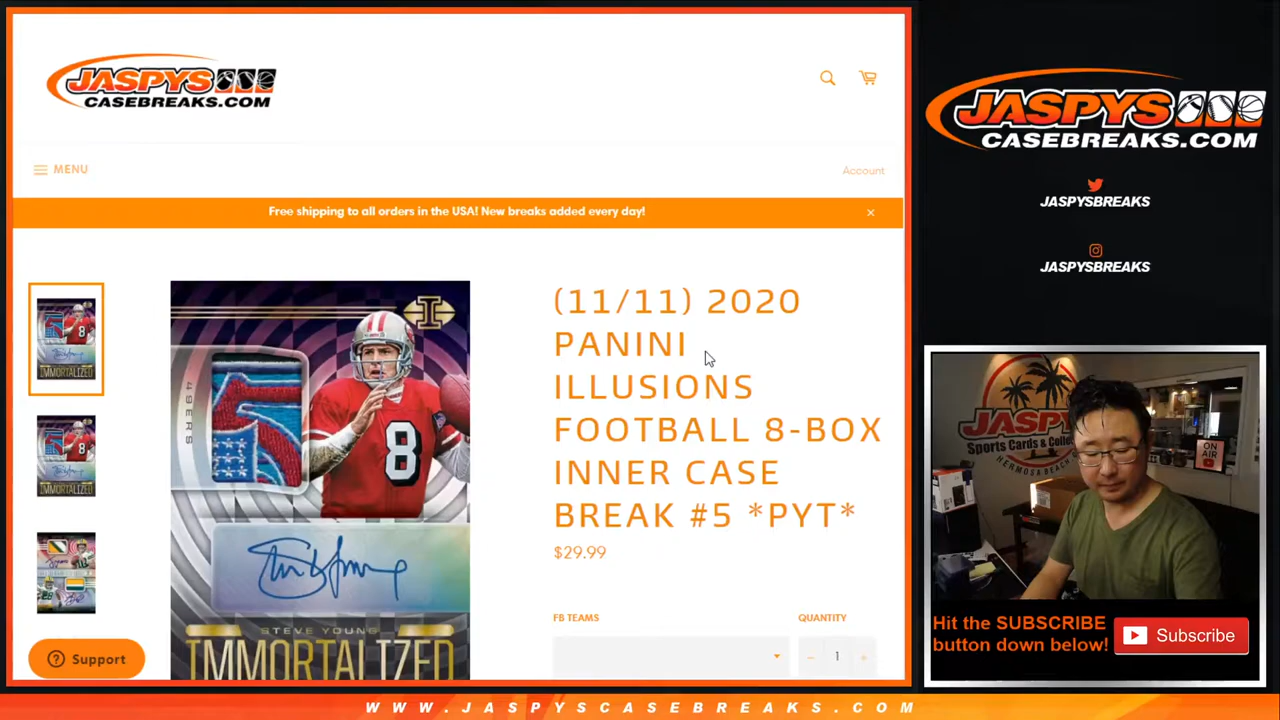 JASPYS
CASEBREAKS.COM
MENU
Account
Free shipping to all orders in the USA! New breaks added every day!
(11/11) 2020
PANINI
ILLUSIONS
FOOTBALL 8-BOX
INNER CASE
BREAK #5 *PYT*
$29.99
FB TEAMS
QUANTITY
1
49ERS
8
STEVE YOUNG
IMMORTALIZED
Support
JASPYS
CASEBREAKS.COM
JASPYSBREAKS
JASPYSBREAKS
JASPYS
Sports Cards & Collec
HERMOSA BEACH
ON
AIR
Hit the SUBSCRIBE
button down below!
Subscribe
WWW.JASPYSCASEBREAKS.COM